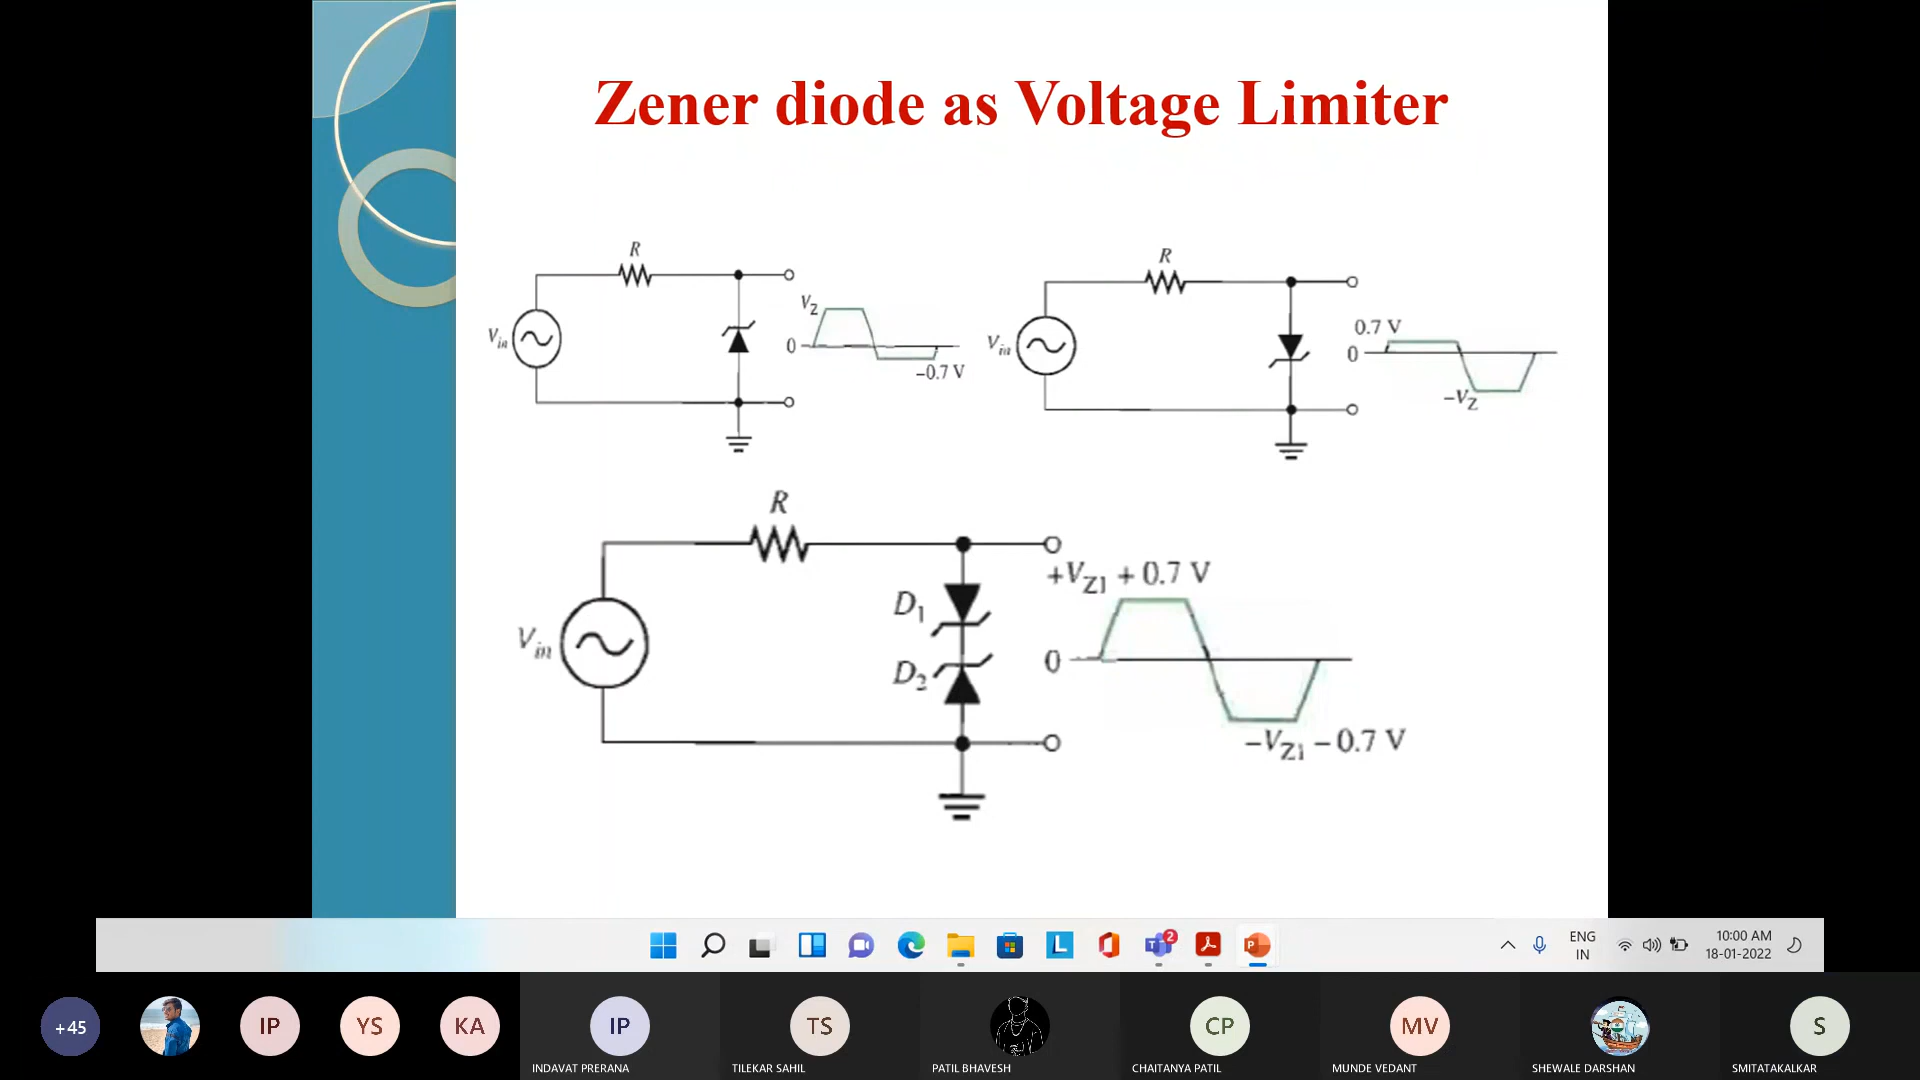 Zener diode as Voltage Limiter
R
V_in
V_Z
0
−0.7 V
R
V_in
0.7 V
0
−V_Z
R
V_in
D_1
D_2
+V_Z1 + 0.7 V
0
−V_Z1 − 0.7 V
ENG
IN
10:00 AM
18-01-2022
2
+45
IP
YS
KA
IP
TS
CP
MV
S
INDAVAT PRERANA
TILEKAR SAHIL
PATIL BHAVESH
CHAITANYA PATIL
MUNDE VEDANT
SHEWALE DARSHAN
SMITATAKALKAR